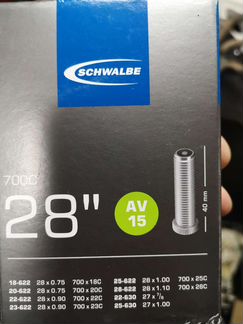 SCHWALBE
700C
28"
AV
15
40 mm
18-622 28 x 0.75 700 x 18C
20-622 28 x 0.75 700 x 20C
22-622 28 x 0.90 700 x 22C
23-622 28 x 0.90 700 x 23C
25-622 28 x 1.00 700 x 25C
28-622 28 x 1.10 700 x 28C
22-630 27 x 7/8
25-630 27 x 1.00